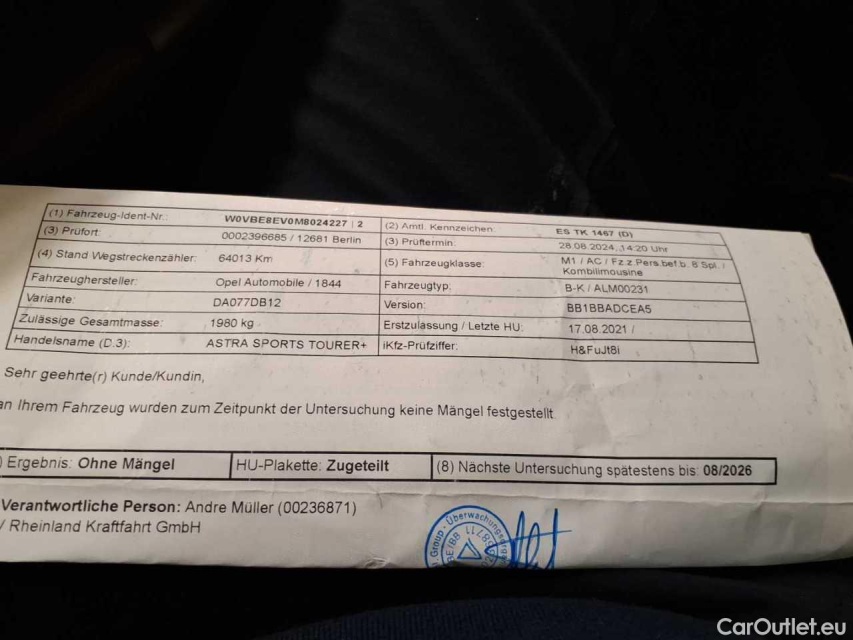 (1) Fahrzeug-Ident-Nr.: W0VBE8EV0M8024227 | 2 (2) Amtl. Kennzeichen: ES TK 1467 (D)
(3) Prüfort: 0002396685 / 12681 Berlin (3) Prüftermin: 28.08.2024, 14:20 Uhr
(4) Stand Wegstreckenzähler: 64013 Km (5) Fahrzeugklasse: M1 / AC / Fz.z.Pers.bef.b. 8 Spl. /
Kombilimousine
Fahrzeughersteller: Opel Automobile / 1844 Fahrzeugtyp: B-K / ALM00231
Variante: DA077DB12 Version: BB1BBADCEA5
Zulässige Gesamtmasse: 1980 kg Erstzulassung / Letzte HU: 17.08.2021 /
Handelsname (D.3): ASTRA SPORTS TOURER+ iKfz-Prüfziffer: H&FuJt8i
Sehr geehrte(r) Kunde/Kundin,
an Ihrem Fahrzeug wurden zum Zeitpunkt der Untersuchung keine Mängel festgestellt.
) Ergebnis: Ohne Mängel HU-Plakette: Zugeteilt (8) Nächste Untersuchung spätestens bis: 08/2026
Verantwortliche Person: Andre Müller (00236871)
/ Rheinland Kraftfahrt GmbH
Group - Überwachungsorg
CarOutlet.eu